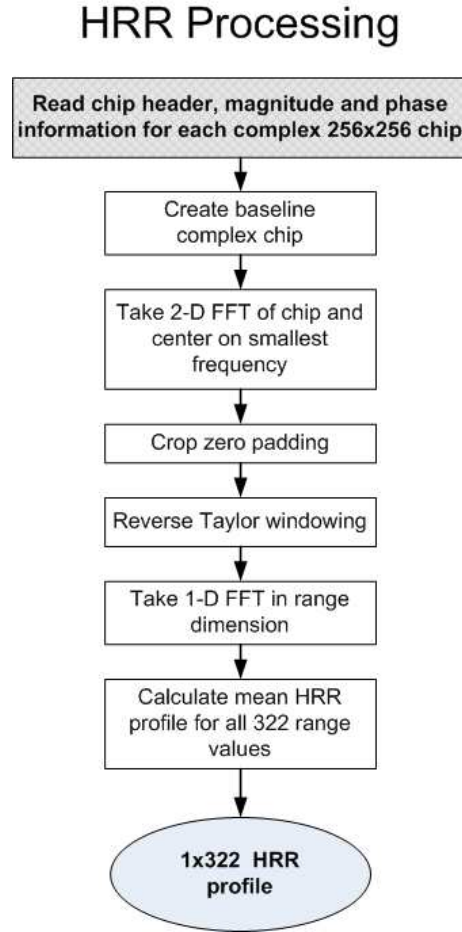 HRR Processing
Read chip header, magnitude and phase
information for each complex 256x256 chip
Create baseline
complex chip
Take 2-D FFT of chip and
center on smallest
frequency
Crop zero padding
Reverse Taylor windowing
Take 1-D FFT in range
dimension
Calculate mean HRR
profile for all 322 range
values
1x322 HRR
profile